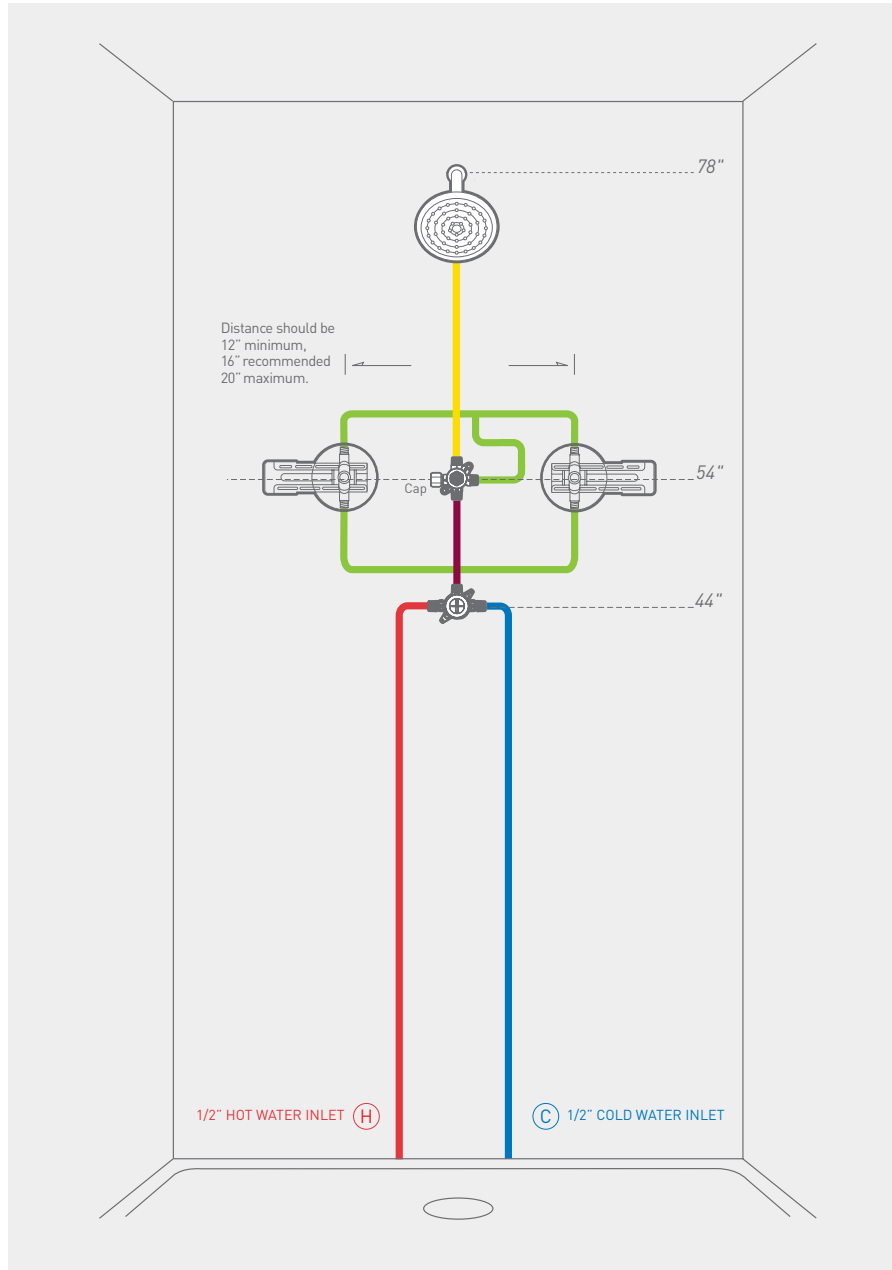 78"
Distance should be
12" minimum,
16" recommended
20" maximum.
54"
Cap
44"
1/2" HOT WATER INLET H
C 1/2" COLD WATER INLET